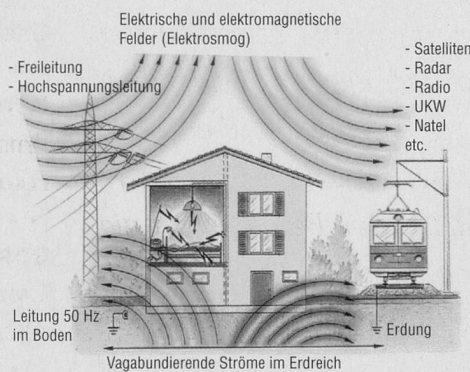 Elektrische und elektromagnetische
Felder (Elektrosmog)
- Freileitung
- Hochspannungsleitung
- Satelliten
- Radar
- Radio
- UKW
- Natel
etc.
Leitung 50 Hz
im Boden
Erdung
Vagabundierende Ströme im Erdreich